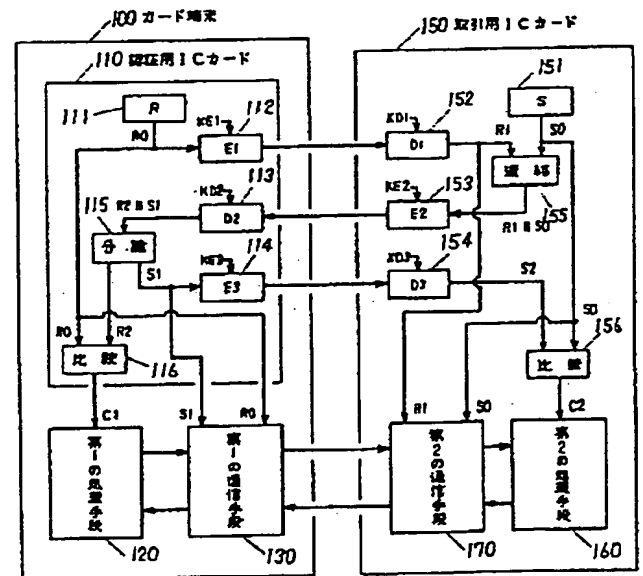 100 カード端末
110 認証用ICカード
150 取引用ICカード
111
R
R0
KE1
112
E1
KD1
152
D1
151
S
S0
R1
連結
155
R1∥S0
KD2
113
D2
R2∥S1
115
分離
S1
KE2
153
E2
KE3
114
E3
KD3
154
D3
S2
S0
156
比較
R0
R2
比較
116
C1
S1
R0
R1
S0
C2
第1の処理手段
120
第1の通信手段
130
第2の通信手段
170
第2の処理手段
160